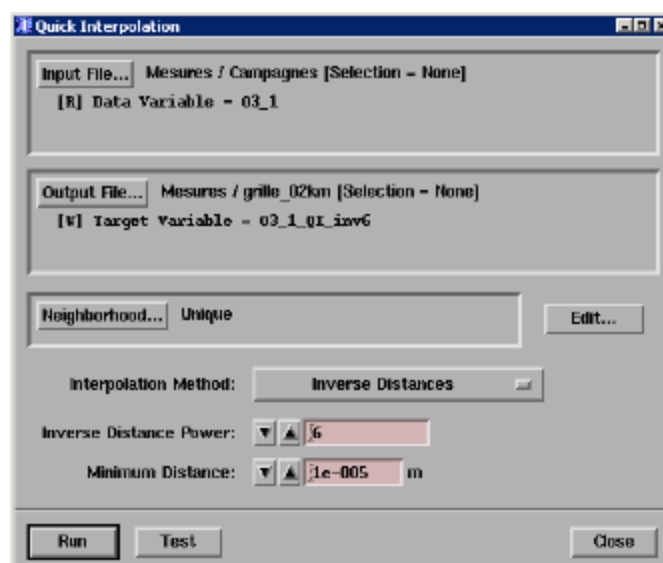 Quick Interpolation
Input File... Mesures / Campagnes [Selection - None]
[R] Data Variable - O3_1
Output File... Mesures / grille_02km [Selection - None]
[W] Target Variable - O3_1_QI_inv6
Neighborhood... Unique
Edit...
Interpolation Method: Inverse Distances
Inverse Distance Power: 6
Minimum Distance: 1e-005 m
Run Test Close